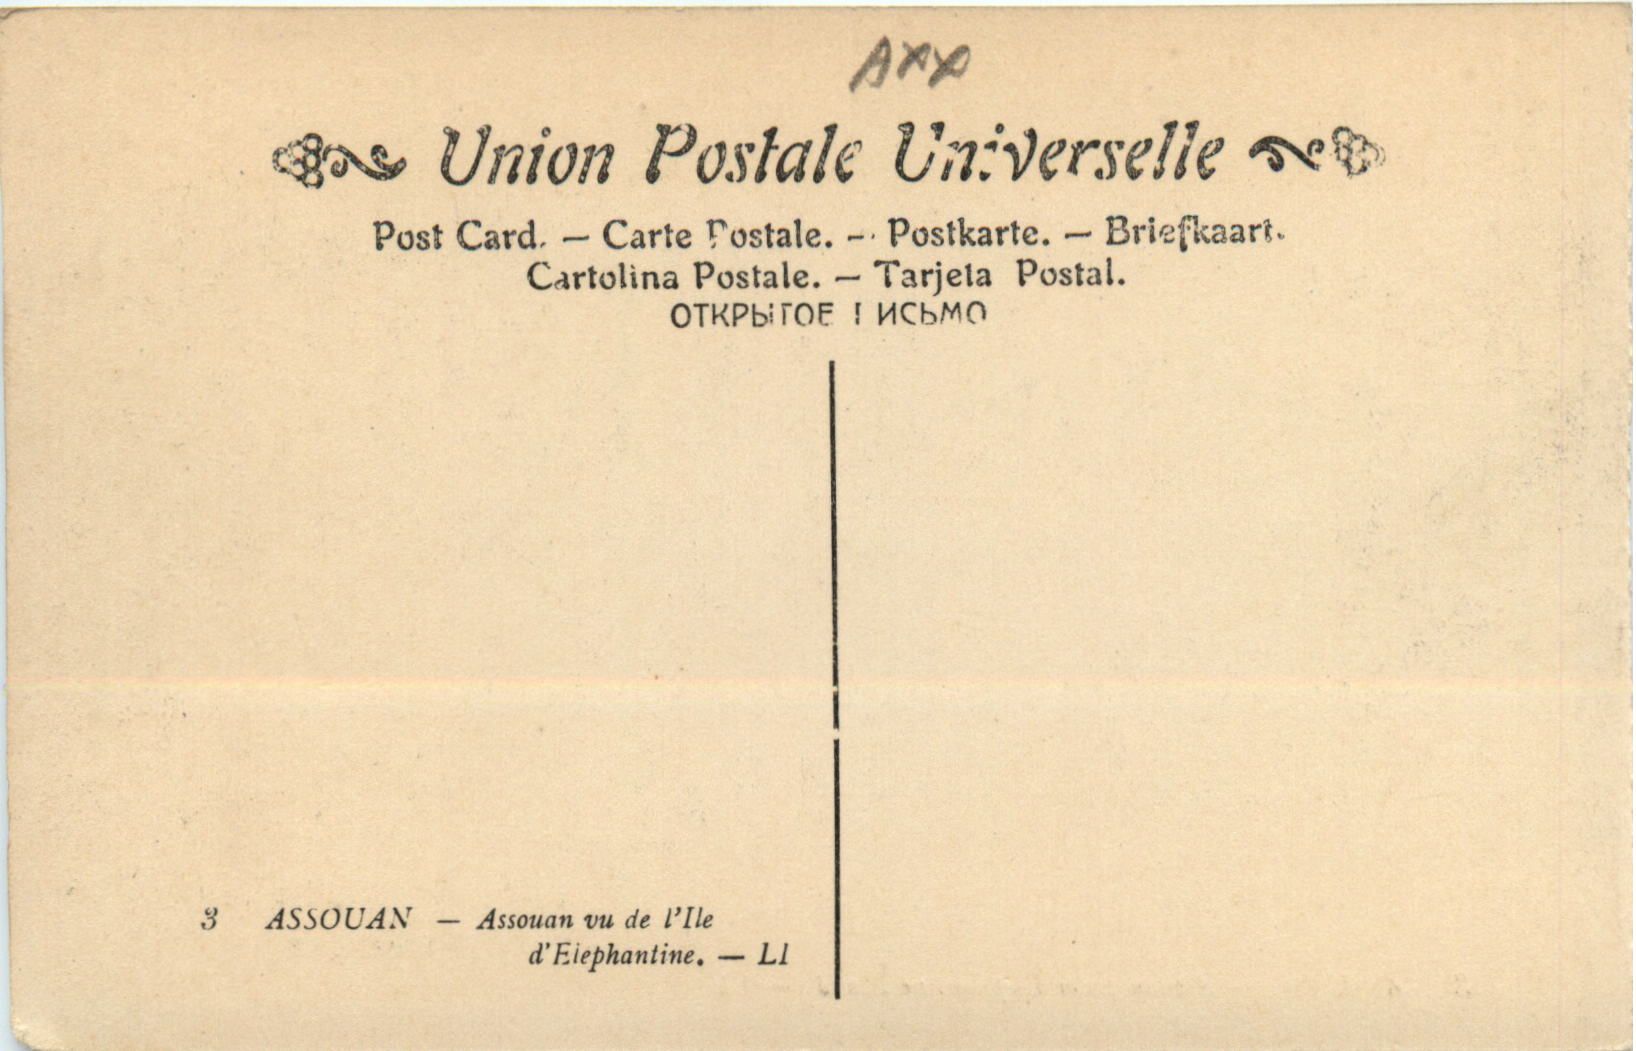 Axx
Union Postale Universelle
Post Card. — Carte Postale. — Postkarte. — Briefkaart.
Cartolina Postale. — Tarjeta Postal.
ОТКРЫТОЕ ПИСЬМО
3 ASSOUAN — Assouan vu de l'Ile
d'Elephantine. — LL